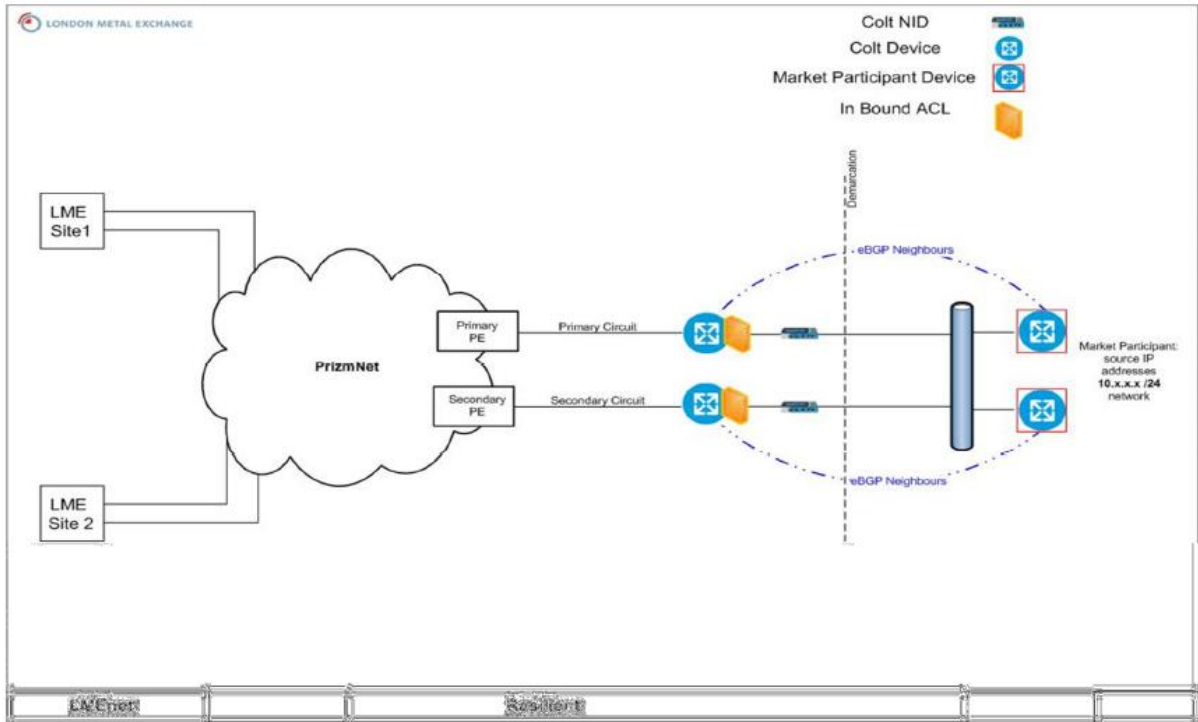 LONDON METAL EXCHANGE
Colt NID
Colt Device
Market Participant Device
In Bound ACL
Demarcation
LME
Site1
eBGP Neighbours
Primary
PE
Primary Circuit
PrizmNet
Market Participant:
source IP
addresses
10.x.x.x /24
network
Secondary
PE
Secondary Circuit
eBGP Neighbours
LME
Site 2
LMEnet
Resilient